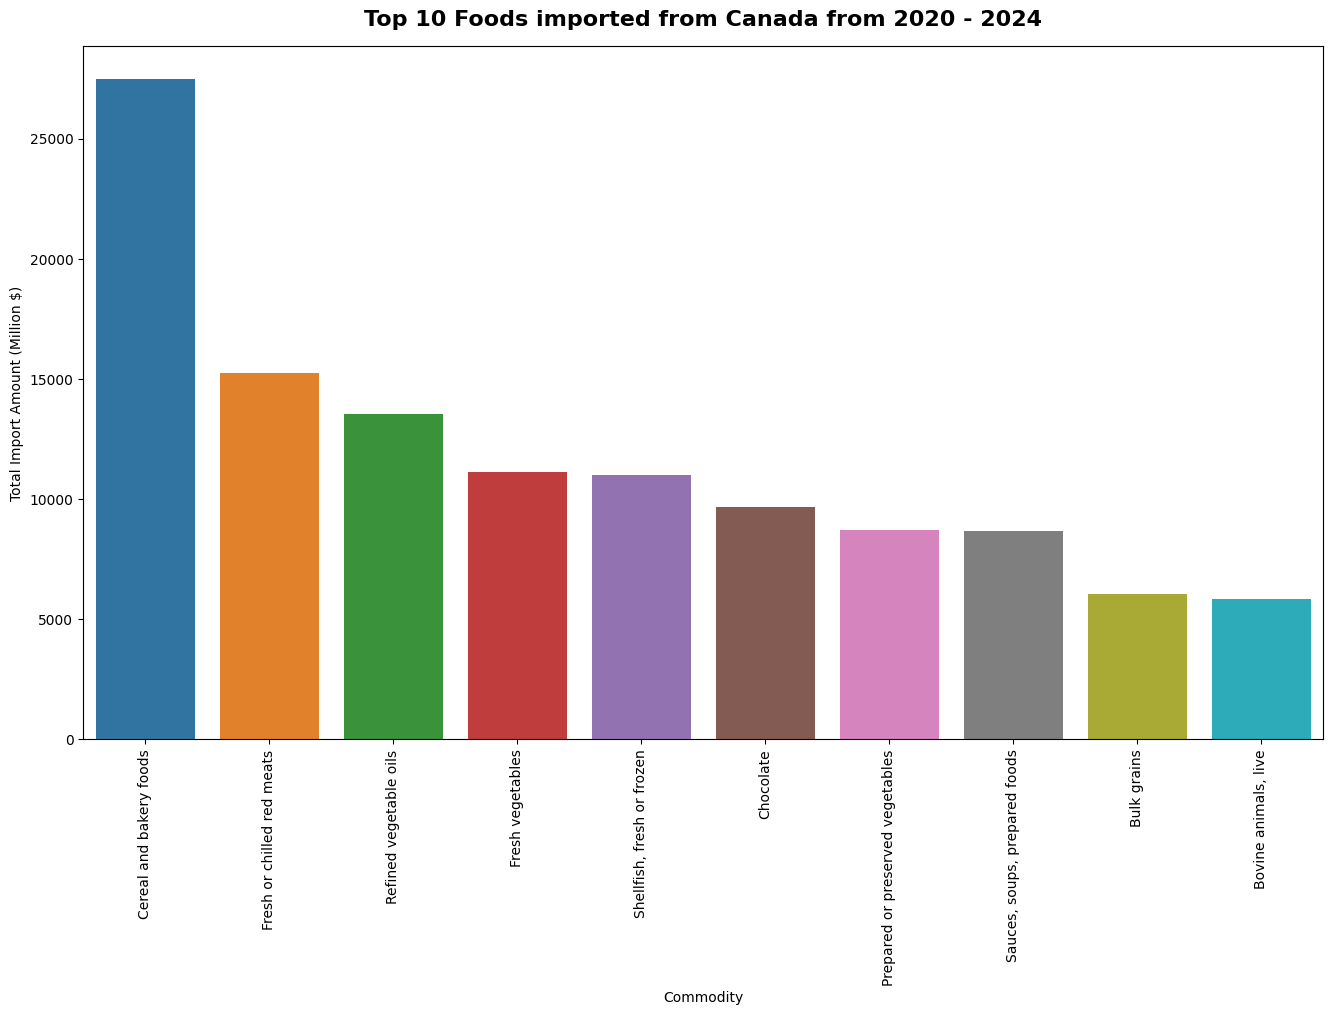 Top 10 Foods imported from Canada from 2020 - 2024
Total Import Amount (Million $)
25000
20000
15000
10000
5000
0
Cereal and bakery foods
Fresh or chilled red meats
Refined vegetable oils
Fresh vegetables
Shellfish, fresh or frozen
Chocolate
Prepared or preserved vegetables
Sauces, soups, prepared foods
Bulk grains
Bovine animals, live
Commodity